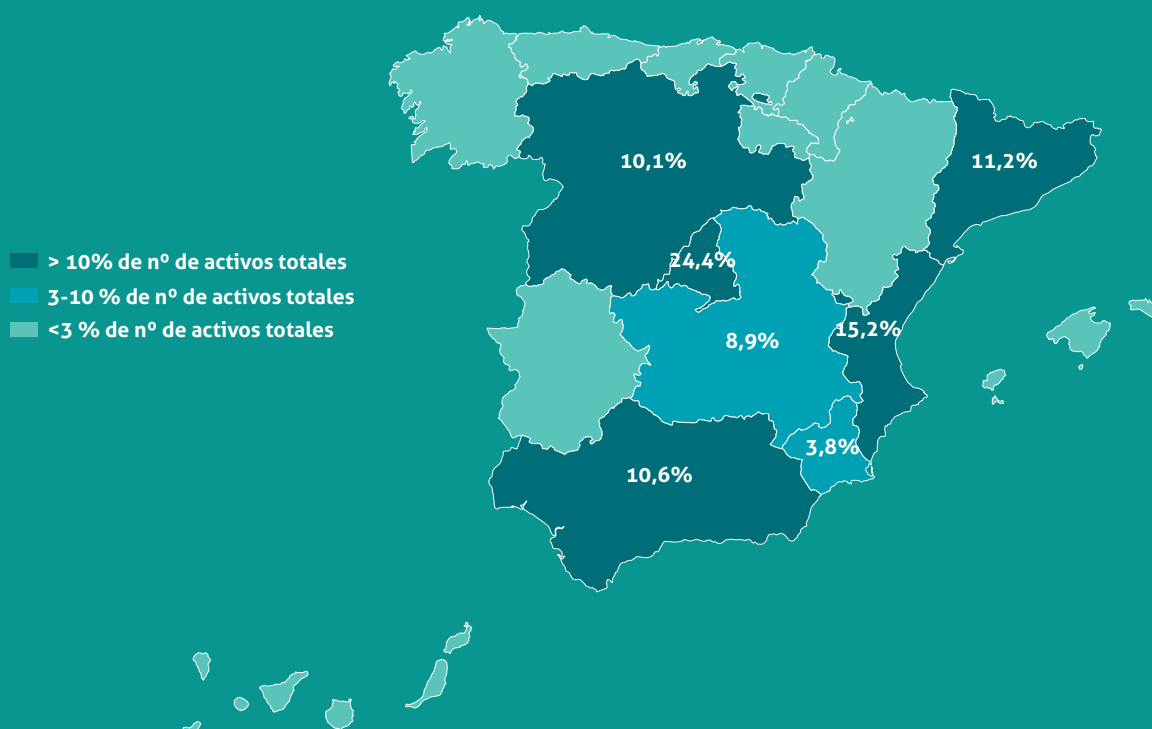 10,1%
11,2%
24,4%
> 10% de nº de activos totales
3-10 % de nº de activos totales
<3 % de nº de activos totales
15,2%
8,9%
3,8%
10,6%